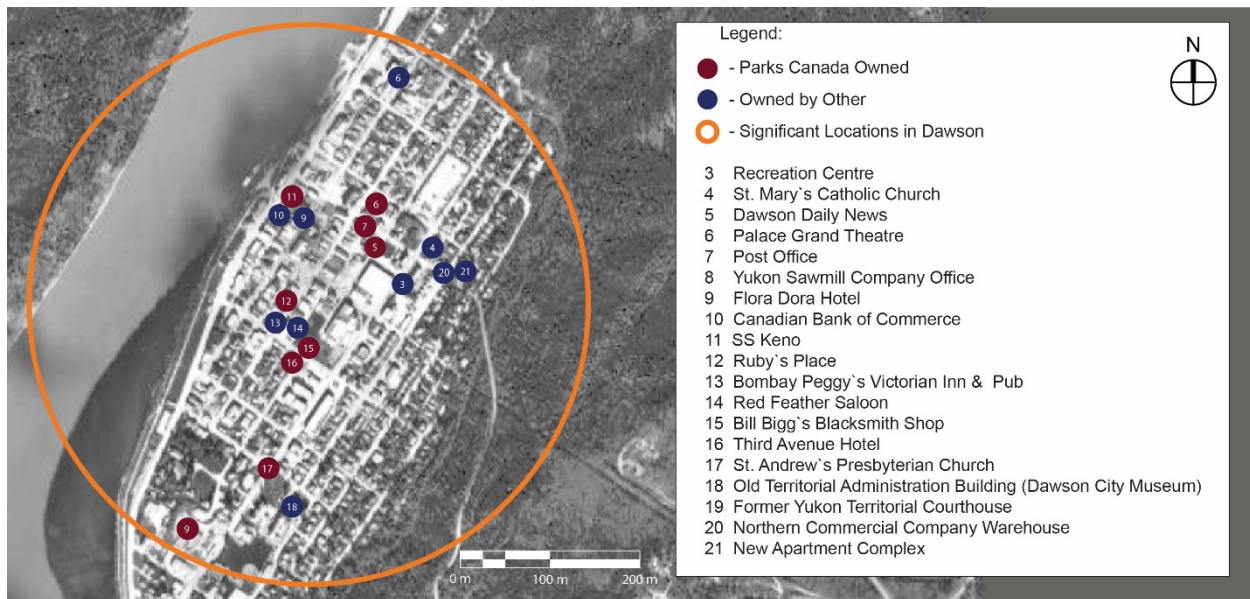 Legend:
N
- Parks Canada Owned
- Owned by Other
- Significant Locations in Dawson
3 Recreation Centre
4 St. Mary`s Catholic Church
5 Dawson Daily News
6 Palace Grand Theatre
7 Post Office
8 Yukon Sawmill Company Office
9 Flora Dora Hotel
10 Canadian Bank of Commerce
11 SS Keno
12 Ruby`s Place
13 Bombay Peggy's Victorian Inn & Pub
14 Red Feather Saloon
15 Bill Bigg`s Blacksmith Shop
16 Third Avenue Hotel
17 St. Andrew`s Presbyterian Church
18 Old Territorial Administration Building (Dawson City Museum)
19 Former Yukon Territorial Courthouse
20 Northern Commercial Company Warehouse
21 New Apartment Complex
6
11
6
10 9
7
5
4
20 21
3
12
13 14
15
16
17
18
9
0 m 100 m 200 m